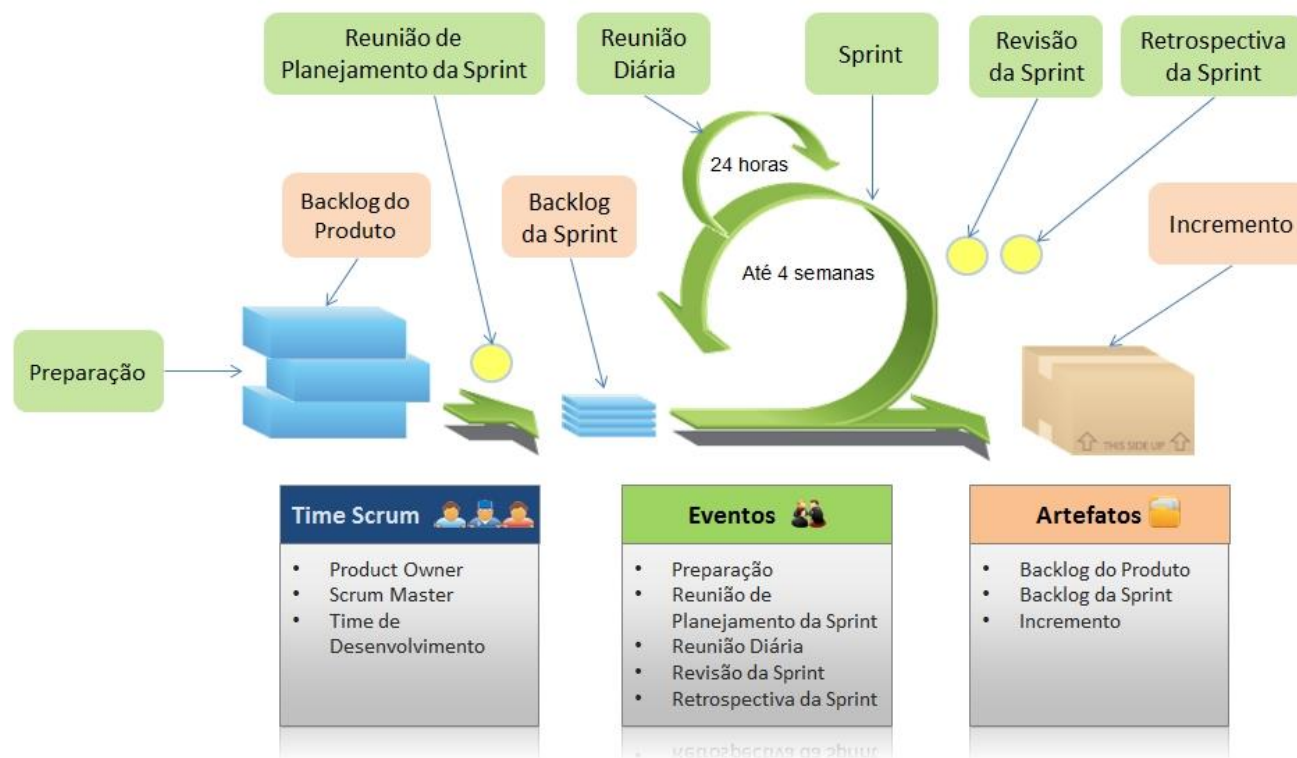 Reunião de
Planejamento da Sprint
Reunião
Diária
Sprint
Revisão
da Sprint
Retrospectiva
da Sprint
24 horas
Backlog do
Produto
Backlog
da Sprint
Até 4 semanas
Incremento
Preparação
THIS SIDE UP
Time Scrum
• Product Owner
• Scrum Master
• Time de
Desenvolvimento
Eventos
• Preparação
• Reunião de
Planejamento da Sprint
• Reunião Diária
• Revisão da Sprint
• Retrospectiva da Sprint
Artefatos
• Backlog do Produto
• Backlog da Sprint
• Incremento